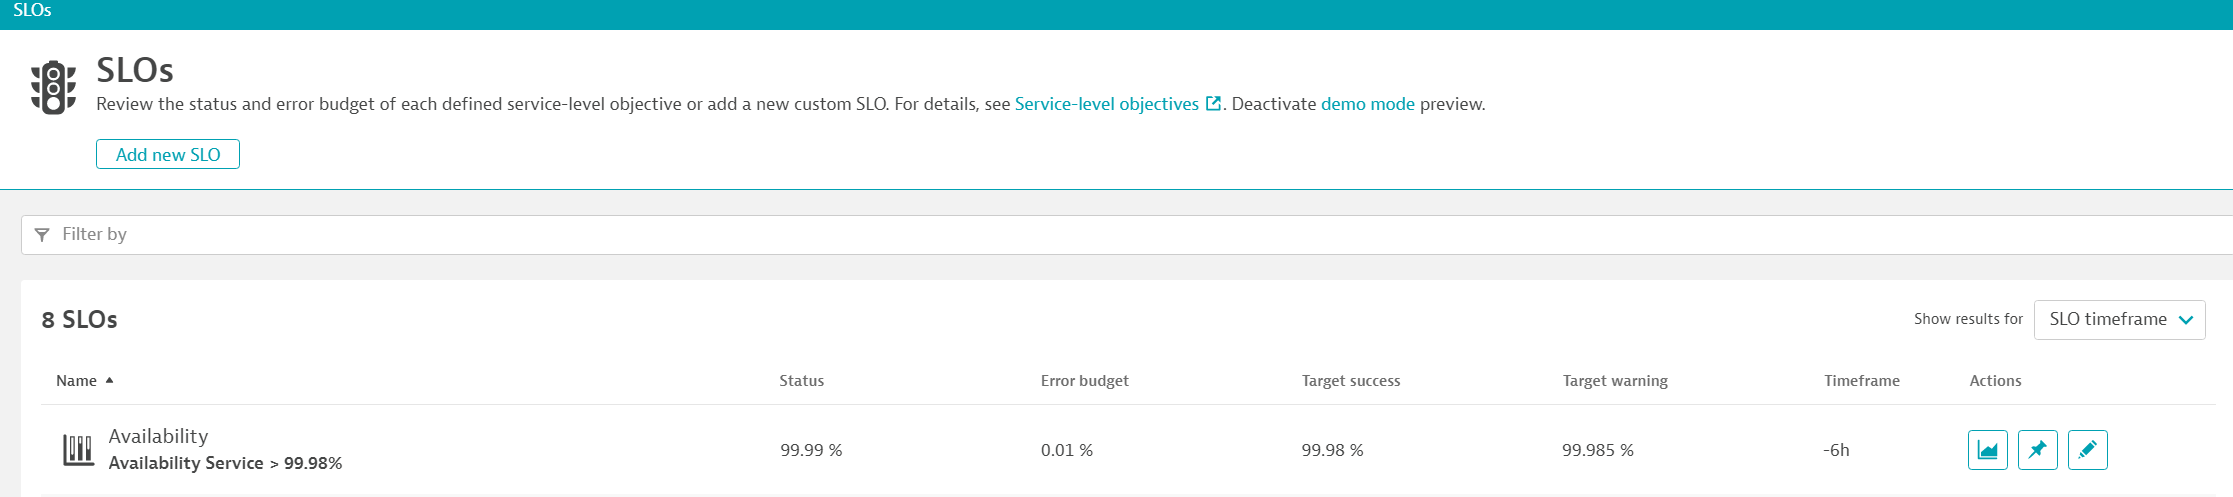 SLOs
SLOs
Review the status and error budget of each defined service-level objective or add a new custom SLO. For details, see Service-level objectives. Deactivate demo mode preview.
Add new SLO
Filter by
8 SLOs
Show results for SLO timeframe
Name Status Error budget Target success Target warning Timeframe Actions
Availability
Availability Service > 99.98%
99.99 % 0.01 % 99.98 % 99.985 % -6h